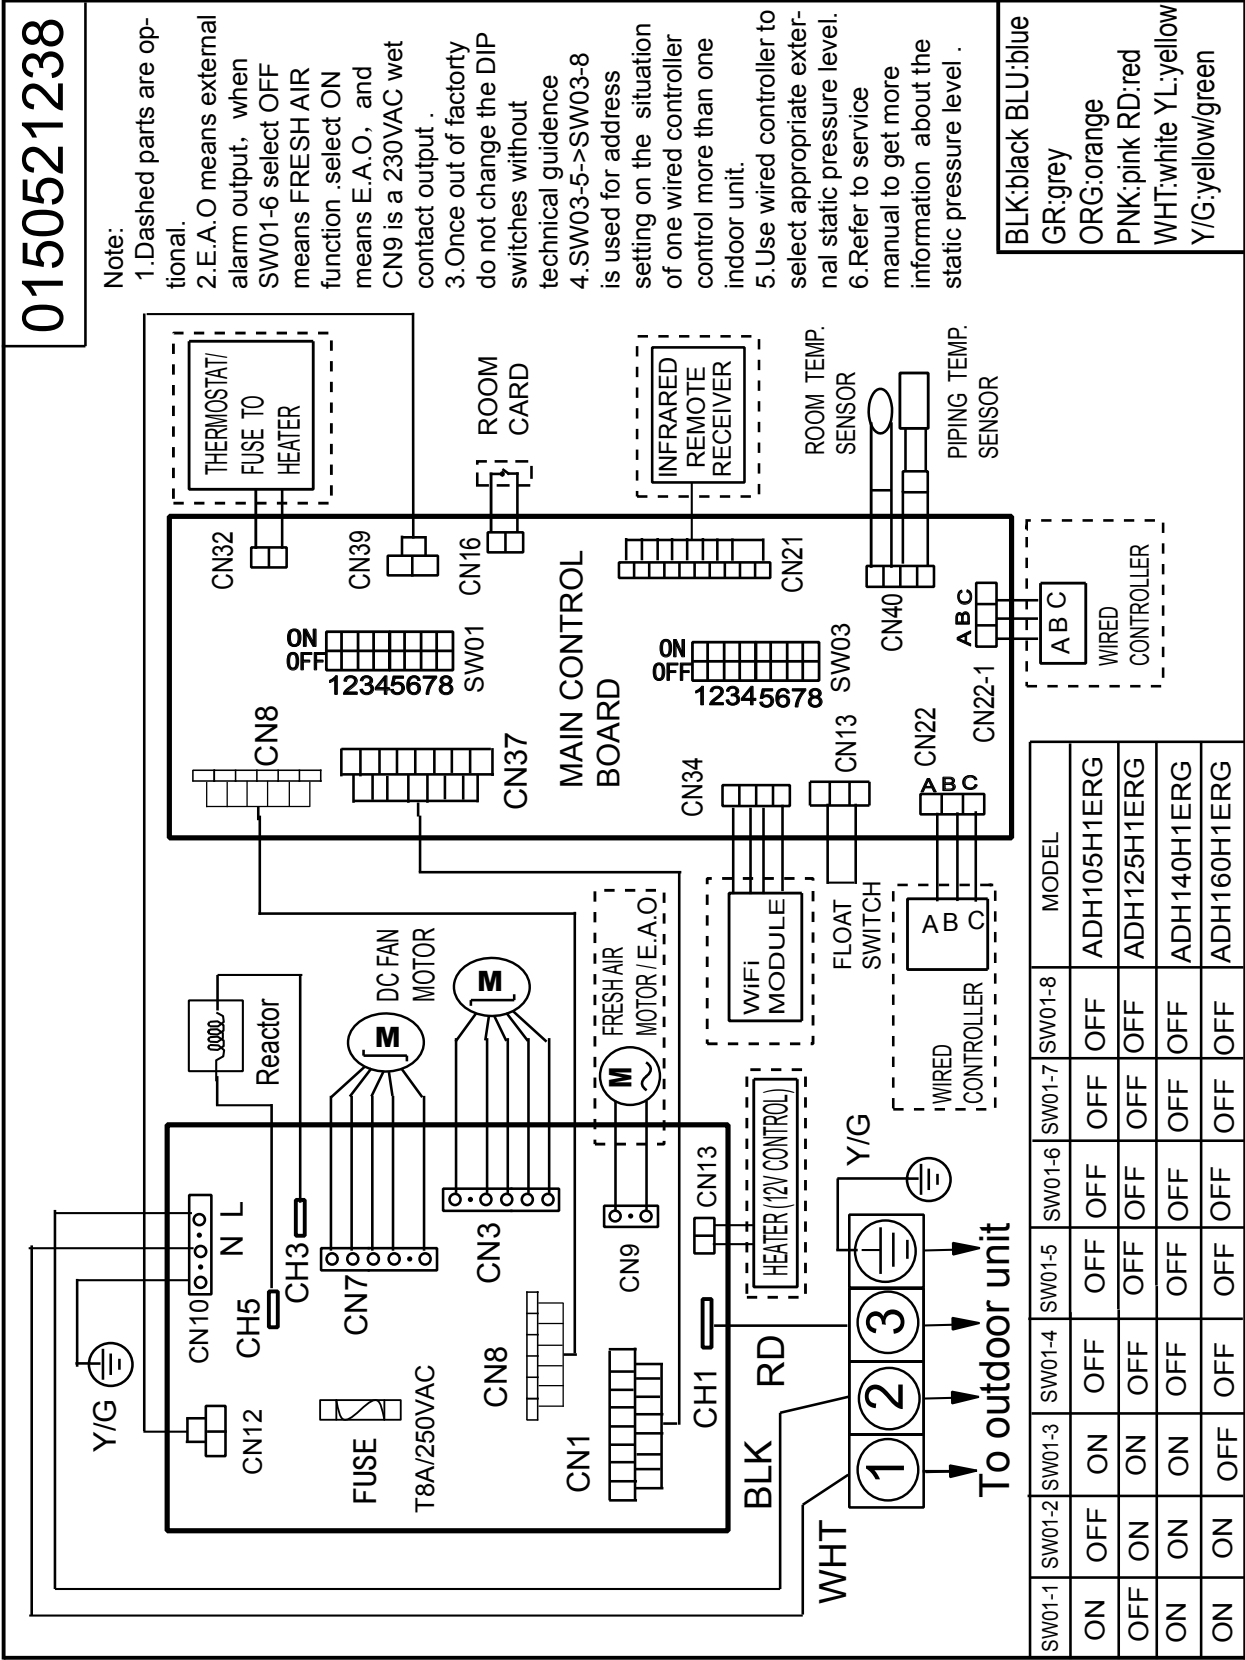 0150521238
Note:
1.Dashed parts are op-
tional.
2.E.A.O means external
alarm output, when
SW01-6 select OFF
means FRESH AIR
function .select ON
means E.A.O, and
CN9 is a 230VAC wet
contact output .
3.Once out of factorty
do not change the DIP
switches without
technical guidence
4.SW03-5->SW03-8
is used for address
setting on the situation
of one wired controller
control more than one
indoor unit.
5.Use wired controller to
select appropriate exter-
nal static pressure level.
6.Refer to service
manual to get more
information about the
static pressure level .
BLK:black BLU:blue
GR:grey
ORG:orange
PNK:pink RD:red
WHT:white YL:yellow
Y/G:yellow/green
THERMOSTAT/
FUSE TO
HEATER
CN32
CN39
CN16
ROOM
CARD
INFRARED
REMOTE
RECEIVER
CN21
ROOM TEMP.
SENSOR
PIPING TEMP.
SENSOR
CN40
ON
OFF
12345678
SW01
MAIN CONTROL
BOARD
ON
OFF
12345678
SW03
A B C
CN22-1
A B C
WIRED
CONTROLLER
CN8
CN37
CN34
CN13
CN22
A B C
WiFi
MODULE
FLOAT
SWITCH
A B C
WIRED
CONTROLLER
Reactor
DC FAN
MOTOR
M
M
FRESH AIR
MOTOR / E.A.O
M
Y/G
CN10
N L
CH5
CH3
CN7
CN3
CN9
CN13
HEATER (12V CONTROL)
CN12
FUSE
T8A/250VAC
CN8
CN1
CH1
BLK
RD
WHT
Y/G
1 2 3
To outdoor unit
SW01-1 SW01-2 SW01-3 SW01-4 SW01-5 SW01-6 SW01-7 SW01-8 MODEL
ON OFF ON OFF OFF OFF OFF OFF ADH105H1ERG
OFF ON ON OFF OFF OFF OFF OFF ADH125H1ERG
ON ON ON OFF OFF OFF OFF OFF ADH140H1ERG
ON ON OFF OFF OFF OFF OFF OFF ADH160H1ERG